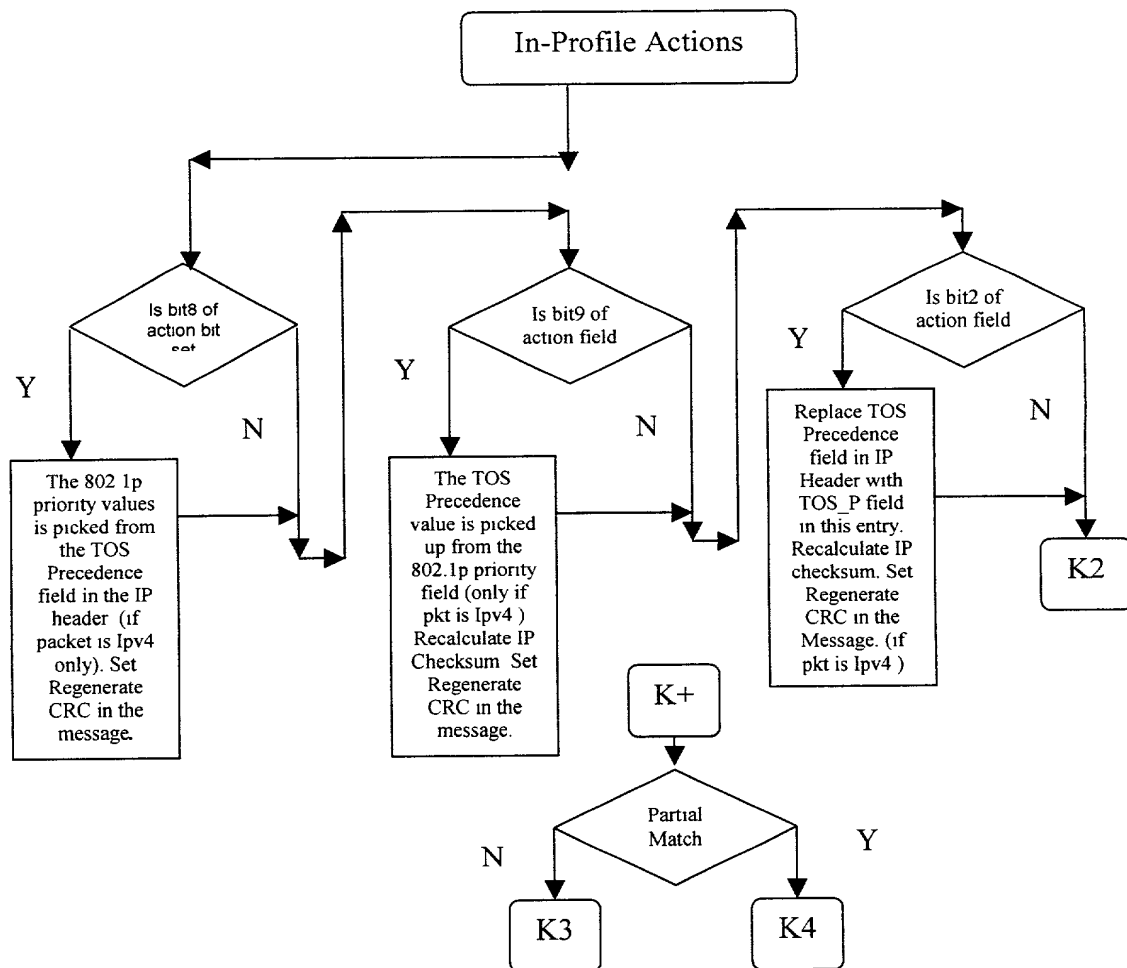 In-Profile Actions
Is bit8 of
action bit
set
Y
N
The 802 1p
priority values
is picked from
the TOS
Precedence
field in the IP
header (if
packet is Ipv4
only). Set
Regenerate
CRC in the
message.
Is bit9 of
action field
Y
N
The TOS
Precedence
value is picked
up from the
802.1p priority
field (only if
pkt is Ipv4 )
Recalculate IP
Checksum Set
Regenerate
CRC in the
message.
Is bit2 of
action field
Y
N
Replace TOS
Precedence
field in IP
Header with
TOS_P field
in this entry.
Recalculate IP
checksum. Set
Regenerate
CRC in the
Message. (if
pkt is Ipv4 )
K2
K+
Partial
Match
N
Y
K3
K4